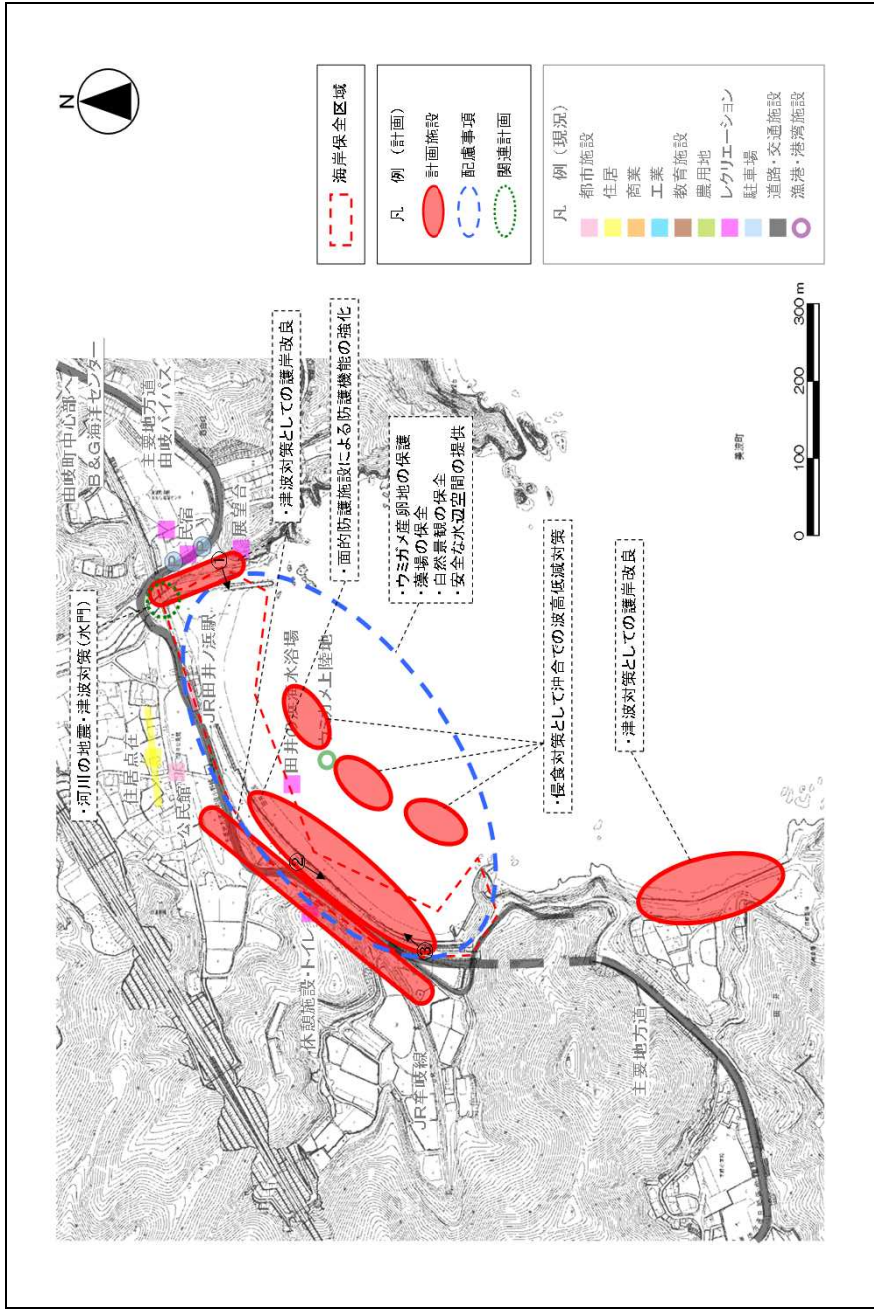 N
海岸保全区域
凡 例 (計画)
計画施設
配慮事項
関連計画
凡 例 (現況)
都市施設
住居
商業
工業
教育施設
農用地
レクリエーション
駐車場
道路・交通施設
漁港・港湾施設
0 100 200 300 m
由岐町中心部へ
B&G海洋センター
主要地方道
由岐バイパス
・河川の地震・津波対策(水門)
民宿
P
P
展望台
①
住居点在
公民館
JR田井ノ浜駅
・津波対策としての護岸改良
・面的防護施設による防護機能の強化
・ウミガメ産卵地の保護
・藻場の保全
・自然景観の保全
・安全な水辺空間の提供
水浴場
ウミガメ上陸地
②
休憩施設・トイレ
③
JR牟岐線
・侵食対策として沖合での波高低減対策
・津波対策としての護岸改良
主要地方道
美波町